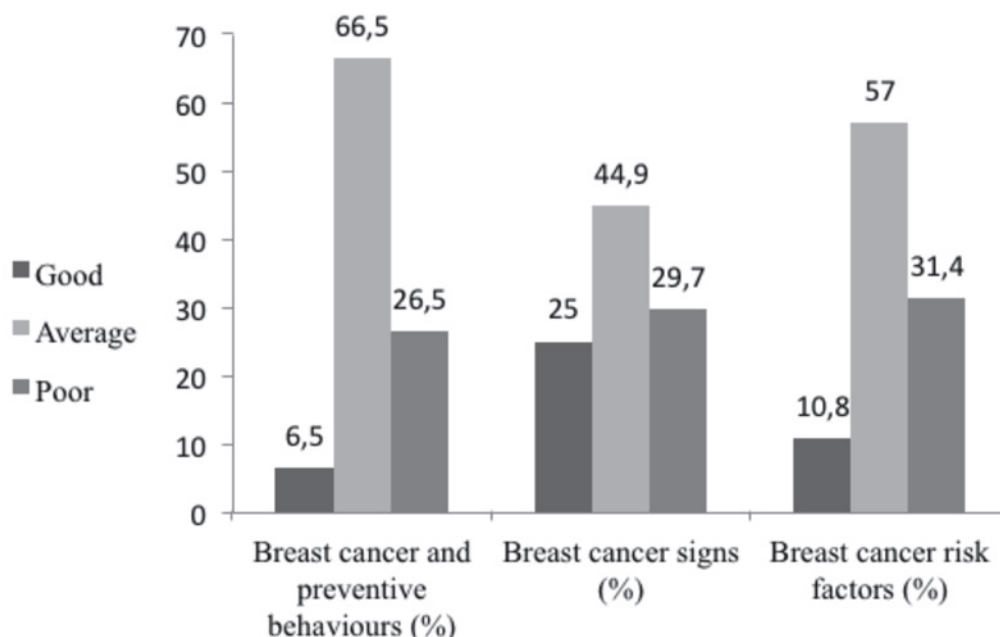 70
60
50
40
30
20
10
0
66,5
6,5
26,5
44,9
25
29,7
57
10,8
31,4
Good
Average
Poor
Breast cancer and
preventive
behaviours (%)
Breast cancer signs
(%)
Breast cancer risk
factors (%)